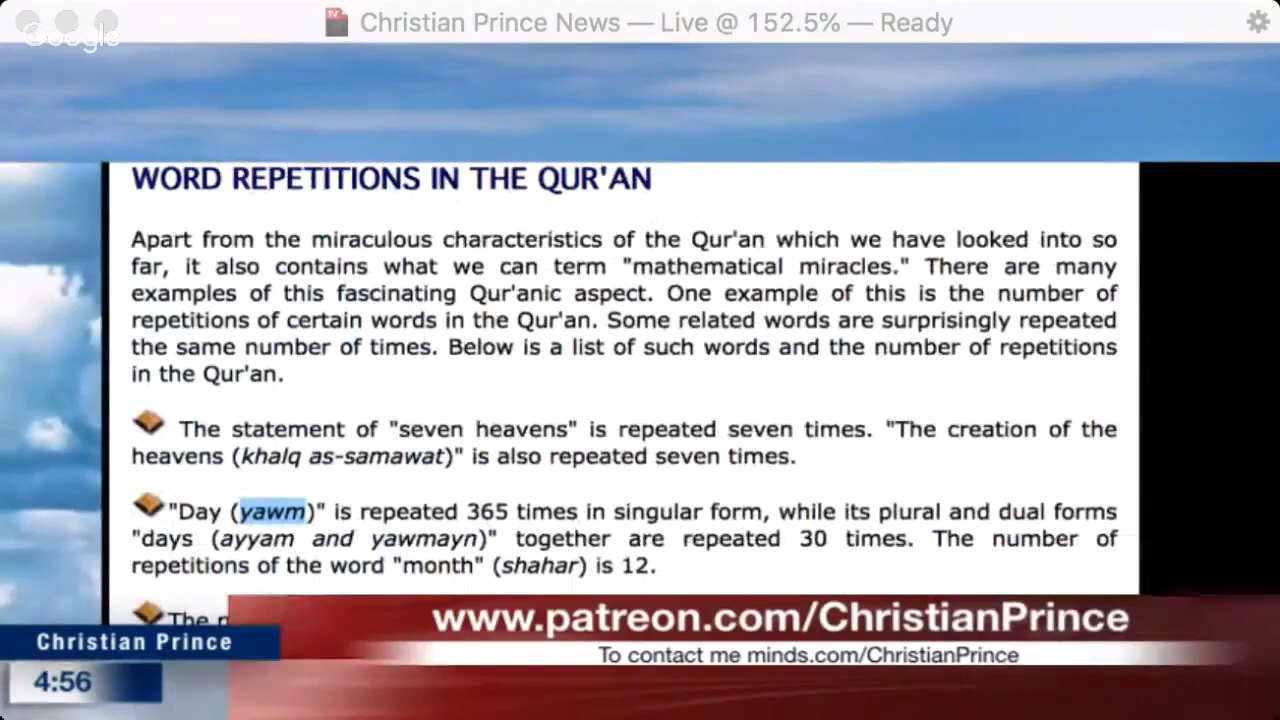 Christian Prince News — Live @ 152.5% — Ready
Google
WORD REPETITIONS IN THE QUR'AN
Apart from the miraculous characteristics of the Qur'an which we have looked into so
far, it also contains what we can term "mathematical miracles." There are many
examples of this fascinating Qur'anic aspect. One example of this is the number of
repetitions of certain words in the Qur'an. Some related words are surprisingly repeated
the same number of times. Below is a list of such words and the number of repetitions
in the Qur'an.
The statement of "seven heavens" is repeated seven times. "The creation of the
heavens (khalq as-samawat)" is also repeated seven times.
"Day (yawm)" is repeated 365 times in singular form, while its plural and dual forms
"days (ayyam and yawmayn)" together are repeated 30 times. The number of
repetitions of the word "month" (shahar) is 12.
The
www.patreon.com/ChristianPrince
Christian Prince
To contact me minds.com/ChristianPrince
4:56